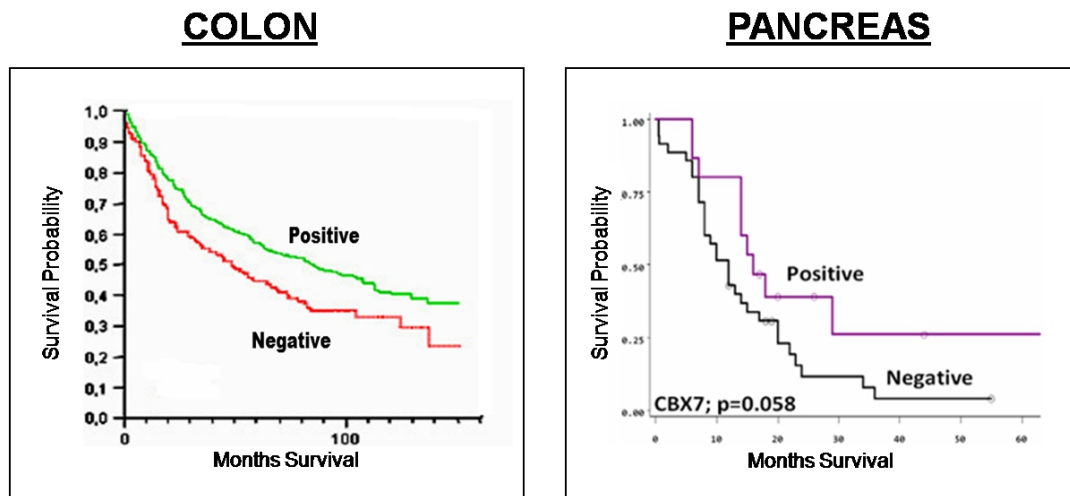 COLON
Survival Probability
1,0
0,9
0,8
0,7
0,6
0,5
0,4
0,3
0,2
0,1
0,0
Positive
Negative
0
100
Months Survival
PANCREAS
Survival Probability
1.00
0.75
0.50
0.25
0.00
Positive
Negative
CBX7; p=0.058
0
10
20
30
40
50
60
Months Survival